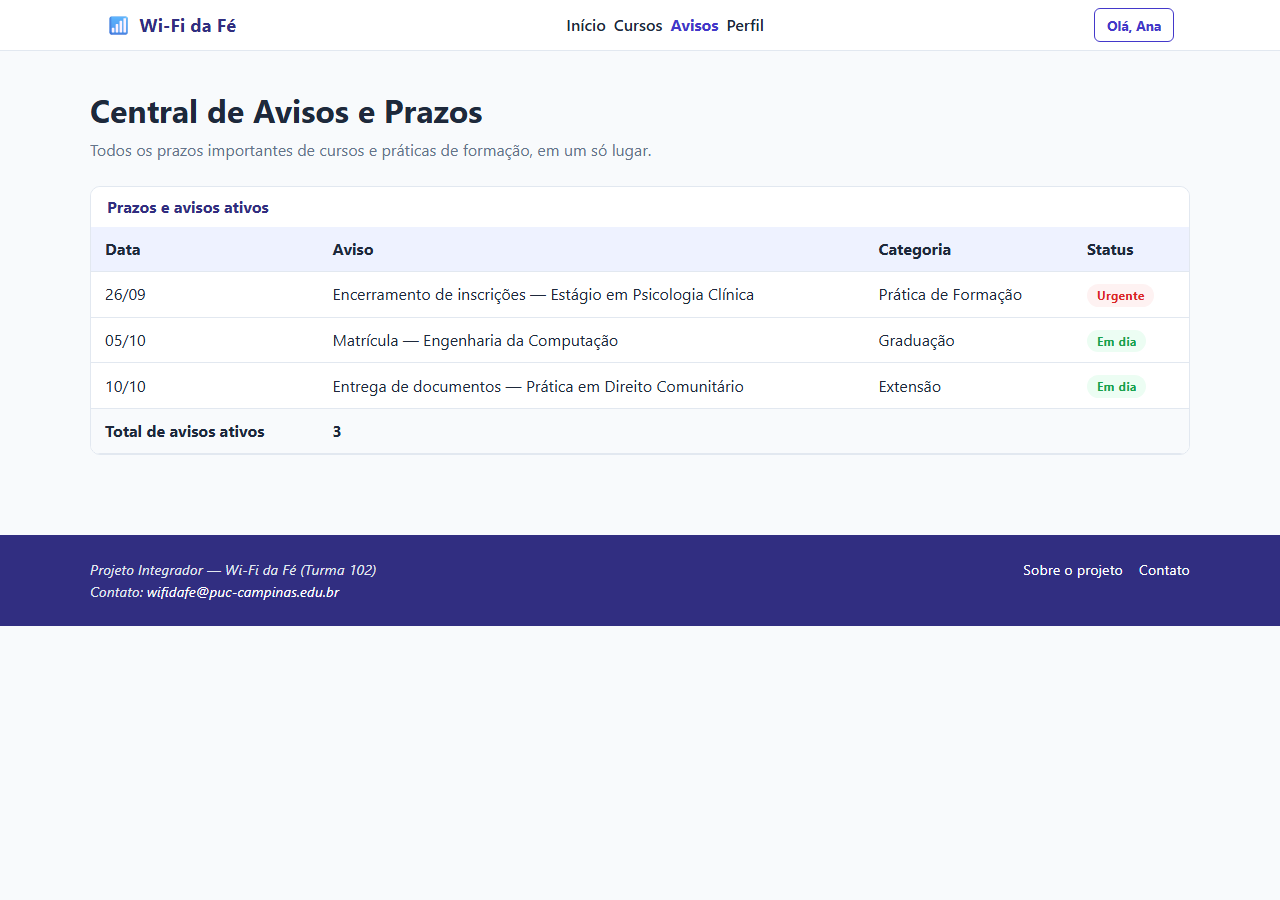 Wi-Fi da Fé
Início Cursos Avisos Perfil
Olá, Ana
Central de Avisos e Prazos
Todos os prazos importantes de cursos e práticas de formação, em um só lugar.
Prazos e avisos ativos
Data Aviso Categoria Status
26/09 Encerramento de inscrições — Estágio em Psicologia Clínica Prática de Formação Urgente
05/10 Matrícula — Engenharia da Computação Graduação Em dia
10/10 Entrega de documentos — Prática em Direito Comunitário Extensão Em dia
Total de avisos ativos 3
Projeto Integrador — Wi-Fi da Fé (Turma 102)
Contato: wifidafe@puc-campinas.edu.br
Sobre o projeto Contato